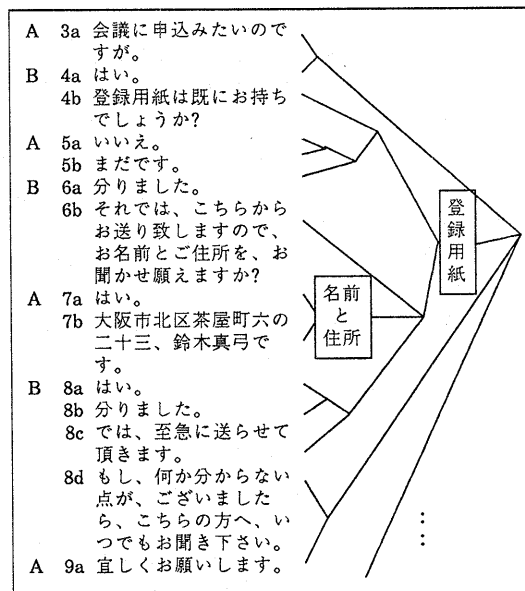 A 3a 会議に申込みたいのですが。
すが。
B 4a はい。
4b 登録用紙は既にお持ち
でしょうか?
A 5a いいえ。
5b まだです。
B 6a 分りました。
6b それでは、こちらから
お送り致しますので、
お名前とご住所を、お
聞かせ願えますか?
A 7a はい。
7b 大阪市北区茶屋町六の
二十三、鈴木真弓で
す。
B 8a はい。
8b 分りました。
8c では、至急に送らせて
頂きます。
8d もし、何か分からない
点が、ございました
ら、こちらの方へ、い
つでもお聞き下さい。
A 9a 宜しくお願いします。
名前
と
住所
登録用紙